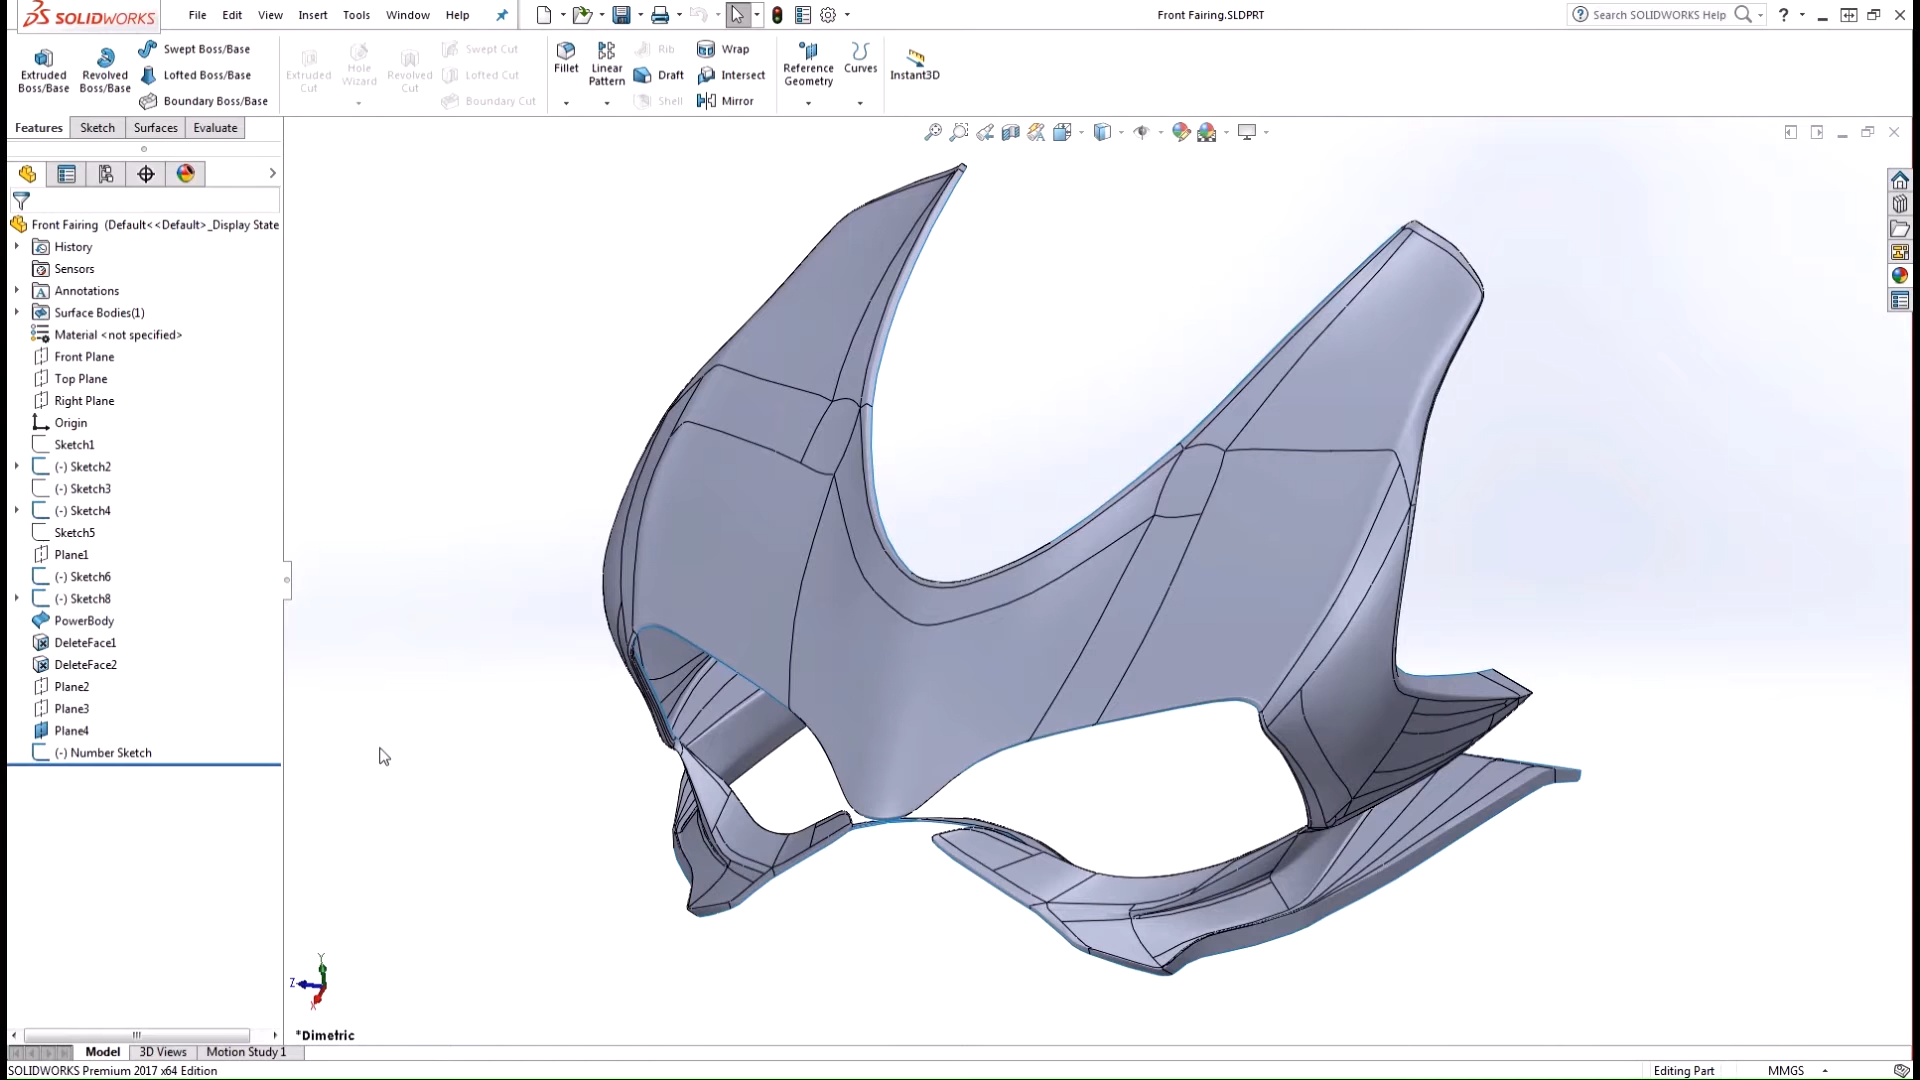 SOLIDWORKS File Edit View Insert Tools Window Help Front Fairing.SLDPRT Search SOLIDWORKS Help ?
Extruded Boss/Base
Revolved Boss/Base
Swept Boss/Base
Lofted Boss/Base
Boundary Boss/Base
Extruded Cut
Hole Wizard
Revolved Cut
Swept Cut
Lofted Cut
Boundary Cut
Fillet
Linear Pattern
Rib
Draft
Shell
Wrap
Intersect
Mirror
Reference Geometry
Curves
Instant3D
Features Sketch Surfaces Evaluate
Front Fairing (Default<<Default>_Display State
History
Sensors
Annotations
Surface Bodies(1)
Material <not specified>
Front Plane
Top Plane
Right Plane
Origin
Sketch1
(-) Sketch2
(-) Sketch3
(-) Sketch4
Sketch5
Plane1
(-) Sketch6
(-) Sketch8
PowerBody
DeleteFace1
DeleteFace2
Plane2
Plane3
Plane4
(-) Number Sketch
Y
Z
X
*Dimetric
Model 3D Views Motion Study 1
SOLIDWORKS Premium 2017 x64 Edition Editing Part MMGS